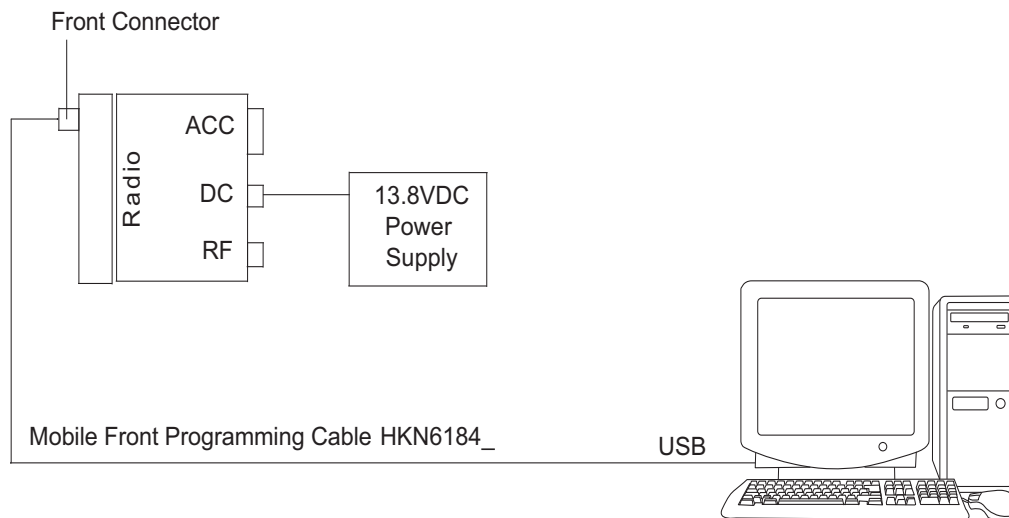 Front Connector
ACC
Radio
DC
RF
13.8VDC
Power
Supply
Mobile Front Programming Cable HKN6184_
USB